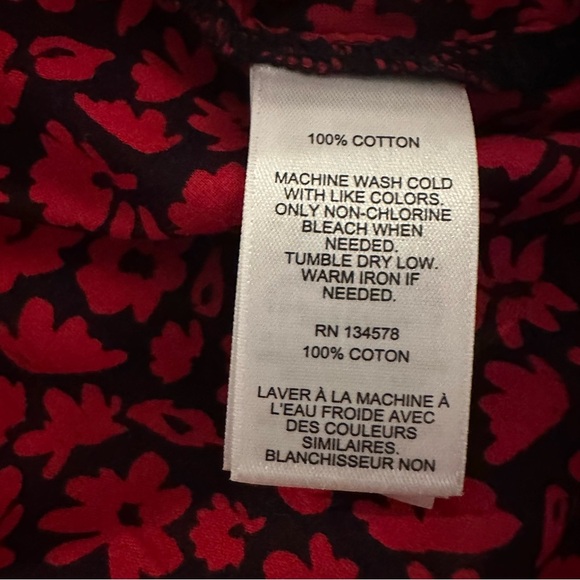 100% COTTON
MACHINE WASH COLD
WITH LIKE COLORS.
ONLY NON-CHLORINE
BLEACH WHEN
NEEDED.
TUMBLE DRY LOW.
WARM IRON IF
NEEDED.
RN 134578
100% COTON
LAVER À LA MACHINE À
L'EAU FROIDE AVEC
DES COULEURS
SIMILAIRES.
BLANCHISSEUR NON